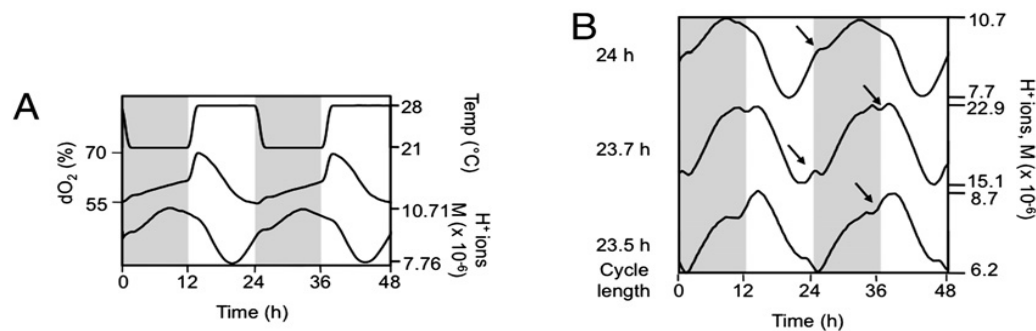 A
dO₂ (%)
70
55
28
21
Temp (°C)
10.71
7.76
H⁺ ions
M (x 10⁻⁶)
0 12 24 36 48
Time (h)
B
24 h
23.7 h
23.5 h
Cycle
length
10.7
7.7
22.9
15.1
8.7
6.2
H⁺ ions, M (x 10⁻⁶)
0 12 24 36 48
Time (h)